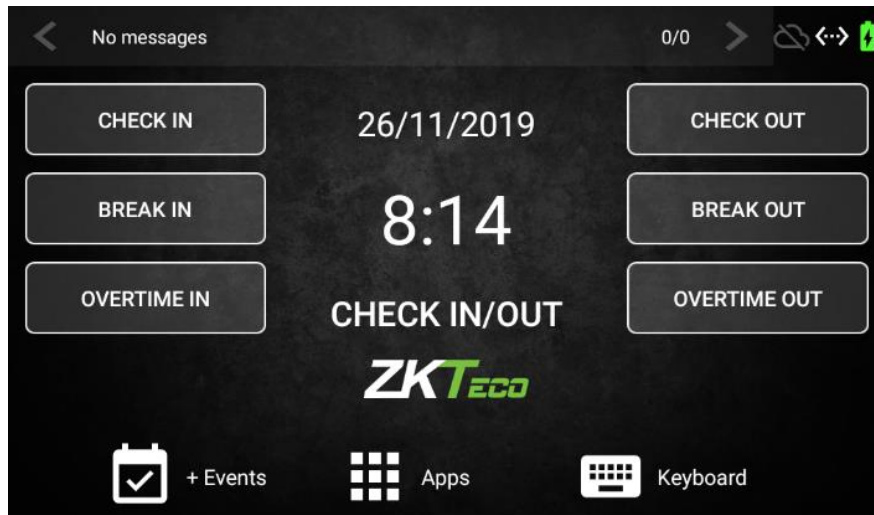 No messages 0/0
CHECK IN
26/11/2019
CHECK OUT
BREAK IN
8:14
BREAK OUT
OVERTIME IN
CHECK IN/OUT
OVERTIME OUT
ZKTECO
+ Events
Apps
Keyboard